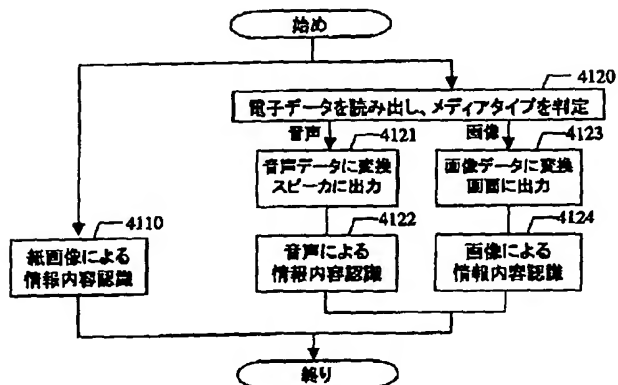 始め
4120
電子データを読み出し、メディアタイプを判定
音声
4121
画像
4123
音声データに変換
スピーカに出力
画像データに変換
画面に出力
4110
4122
4124
紙画像による
情報内容認識
音声による
情報内容認識
画像による
情報内容認識
終り